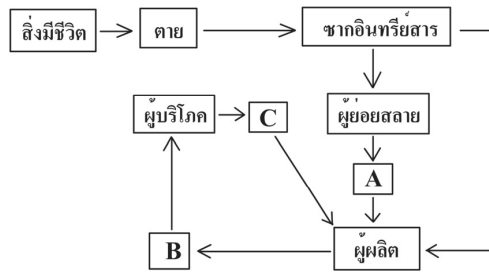 สิ่งมีชีวิต
ตาย
ซากอินทรีย์สาร
ผู้บริโภค
C
ผู้ย่อยสลาย
A
B
ผู้ผลิต